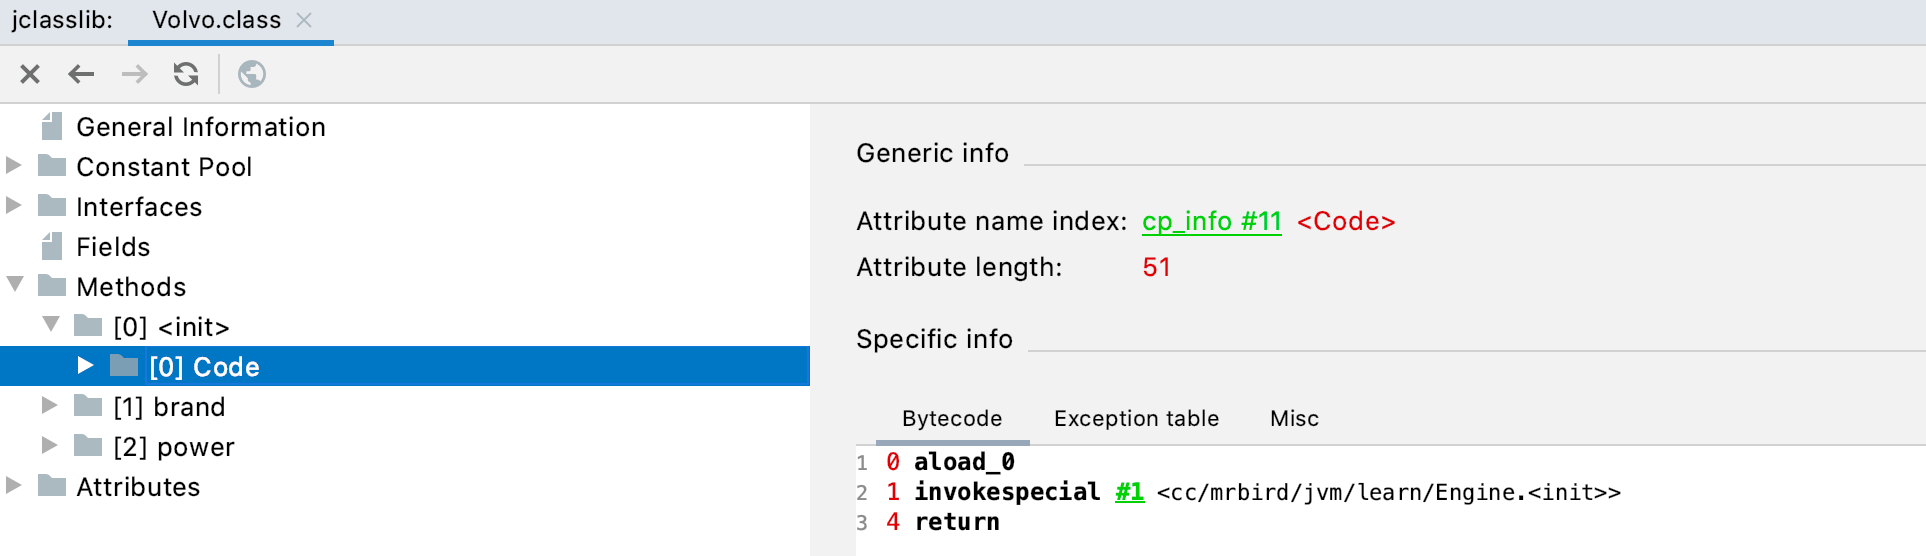 jclasslib: Volvo.class
General Information
Constant Pool
Interfaces
Fields
Methods
[0] <init>
[0] Code
[1] brand
[2] power
Attributes
Generic info
Attribute name index: cp_info #11 <Code>
Attribute length: 51
Specific info
Bytecode Exception table Misc
1 0 aload_0
2 1 invokespecial #1 <cc/mrbird/jvm/learn/Engine.<init>>
3 4 return